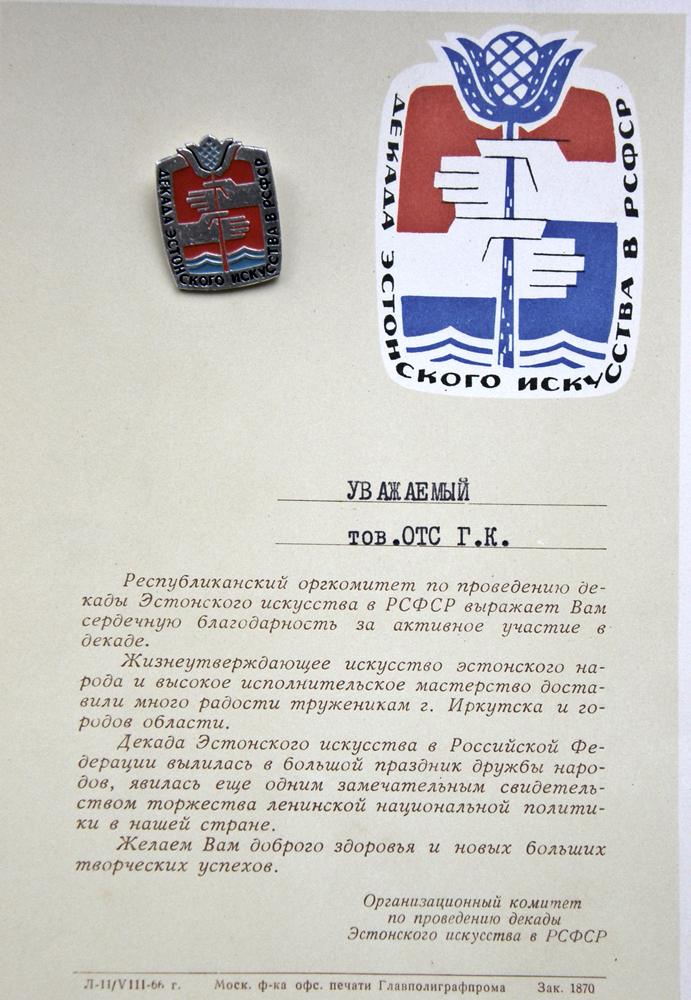 ДЕКАДА ЭСТОНСКОГО ИСКУССТВА В РСФСР
ДЕКАДА ЭСТОНСКОГО ИСКУССТВА В РСФСР
УВАЖАЕМЫЙ
тов.ОТС Г.К.
Республиканский оргкомитет по проведению де-
кады Эстонского искусства в РСФСР выражает Вам
сердечную благодарность за активное участие в
декаде.
Жизнеутверждающее искусство эстонского на-
рода и высокое исполнительское мастерство доста-
вили много радости труженикам г. Иркутска и го-
родов области.
Декада Эстонского искусства в Российской Фе-
дерации вылилась в большой праздник дружбы наро-
дов, явилась еще одним замечательным свидетель-
ством торжества ленинской национальной полити-
ки в нашей стране.
Желаем Вам доброго здоровья и новых больших
творческих успехов.
Организационный комитет
по проведению декады
Эстонского искусства в РСФСР
Л-11/VIII-66 г. Моск. ф-ка офс. печати Главполиграфпрома Зак. 1870